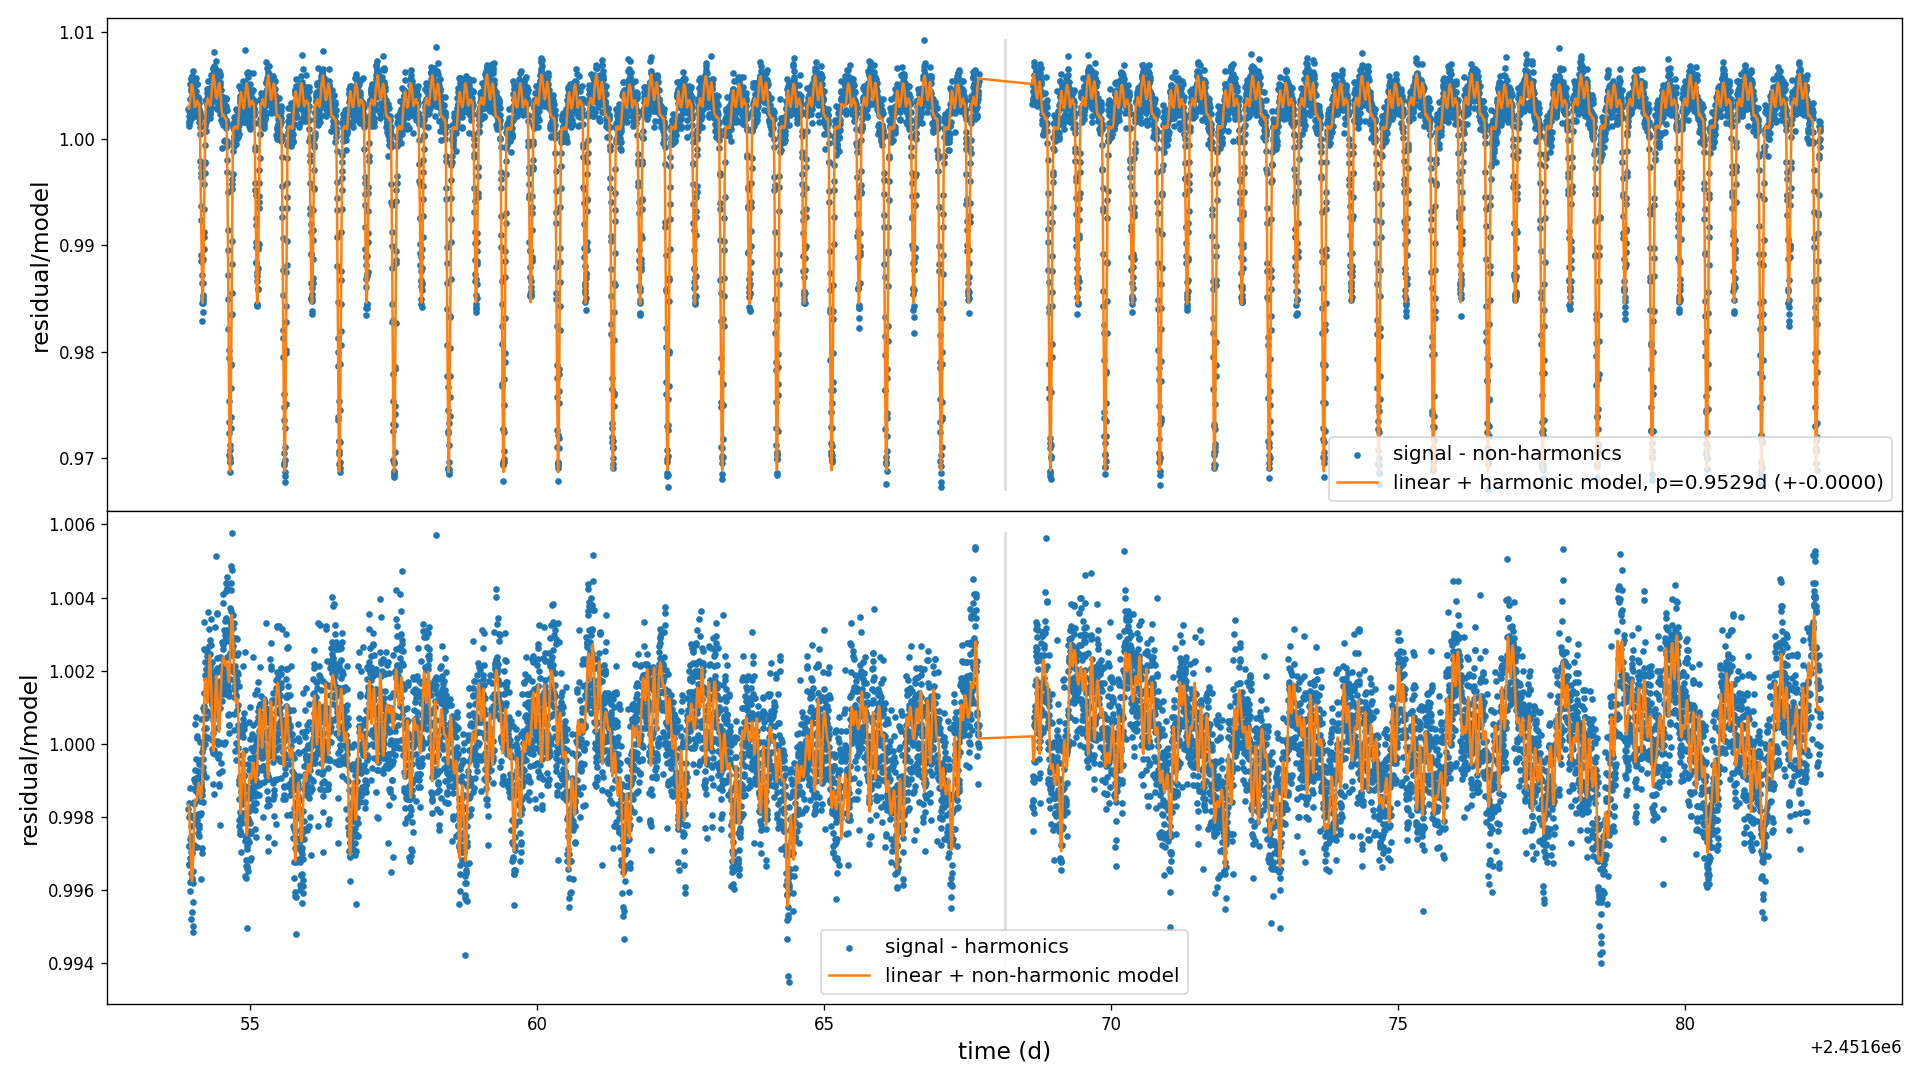 1.01
1.00
0.99
0.98
0.97
residual/model
signal - non-harmonics
linear + harmonic model, p=0.9529d (+-0.0000)
1.006
1.004
1.002
1.000
0.998
0.996
0.994
residual/model
signal - harmonics
linear + non-harmonic model
55 60 65 70 75 80
time (d)
+2.4516e6